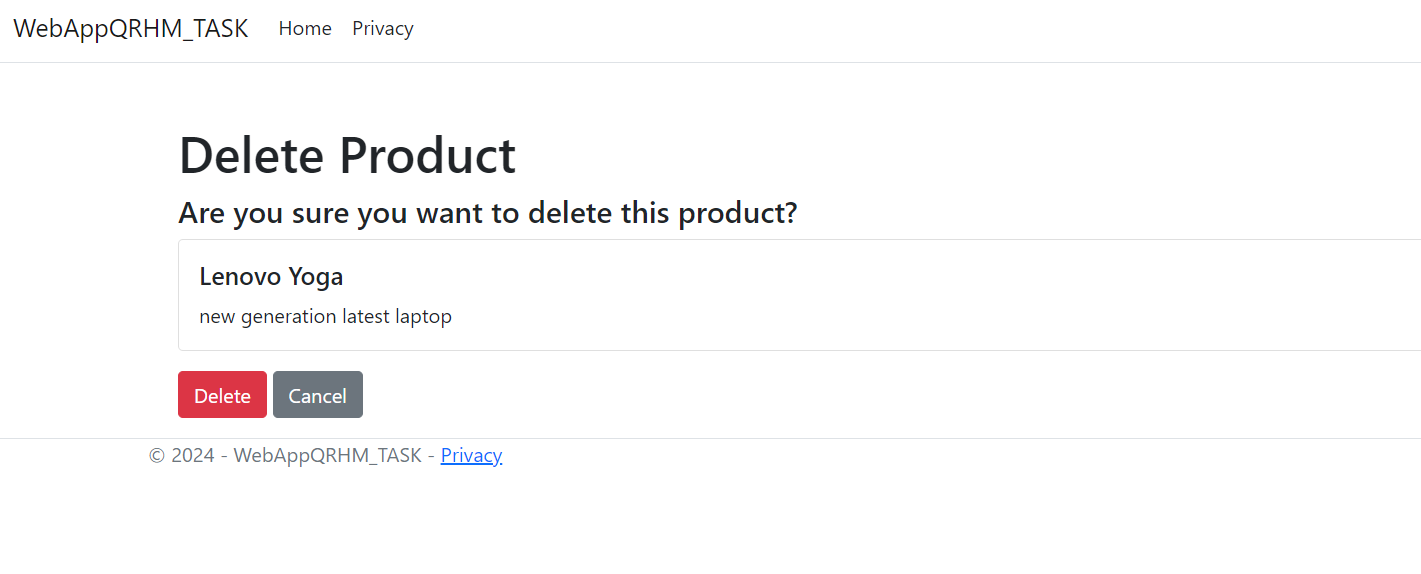 WebAppQRHM_TASK Home Privacy
Delete Product
Are you sure you want to delete this product?
Lenovo Yoga
new generation latest laptop
Delete Cancel
© 2024 - WebAppQRHM_TASK - Privacy